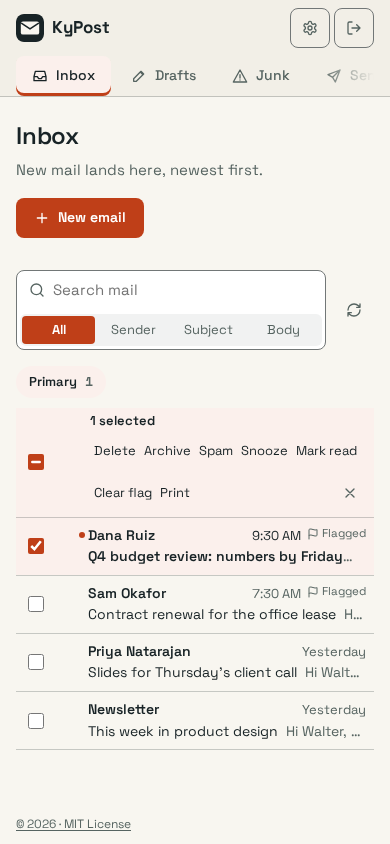 KyPost
Inbox Drafts Junk
Inbox
New mail lands here, newest first.
New email
Search mail
All Sender Subject Body
Primary 1
1 selected
Delete Archive Spam Snooze Mark read
Clear flag Print
Dana Ruiz 9:30 AM Flagged
Q4 budget review: numbers by Friday…
Sam Okafor 7:30 AM Flagged
Contract renewal for the office lease H…
Priya Natarajan Yesterday
Slides for Thursday's client call Hi Walt…
Newsletter Yesterday
This week in product design Hi Walter, …
© 2026 · MIT License